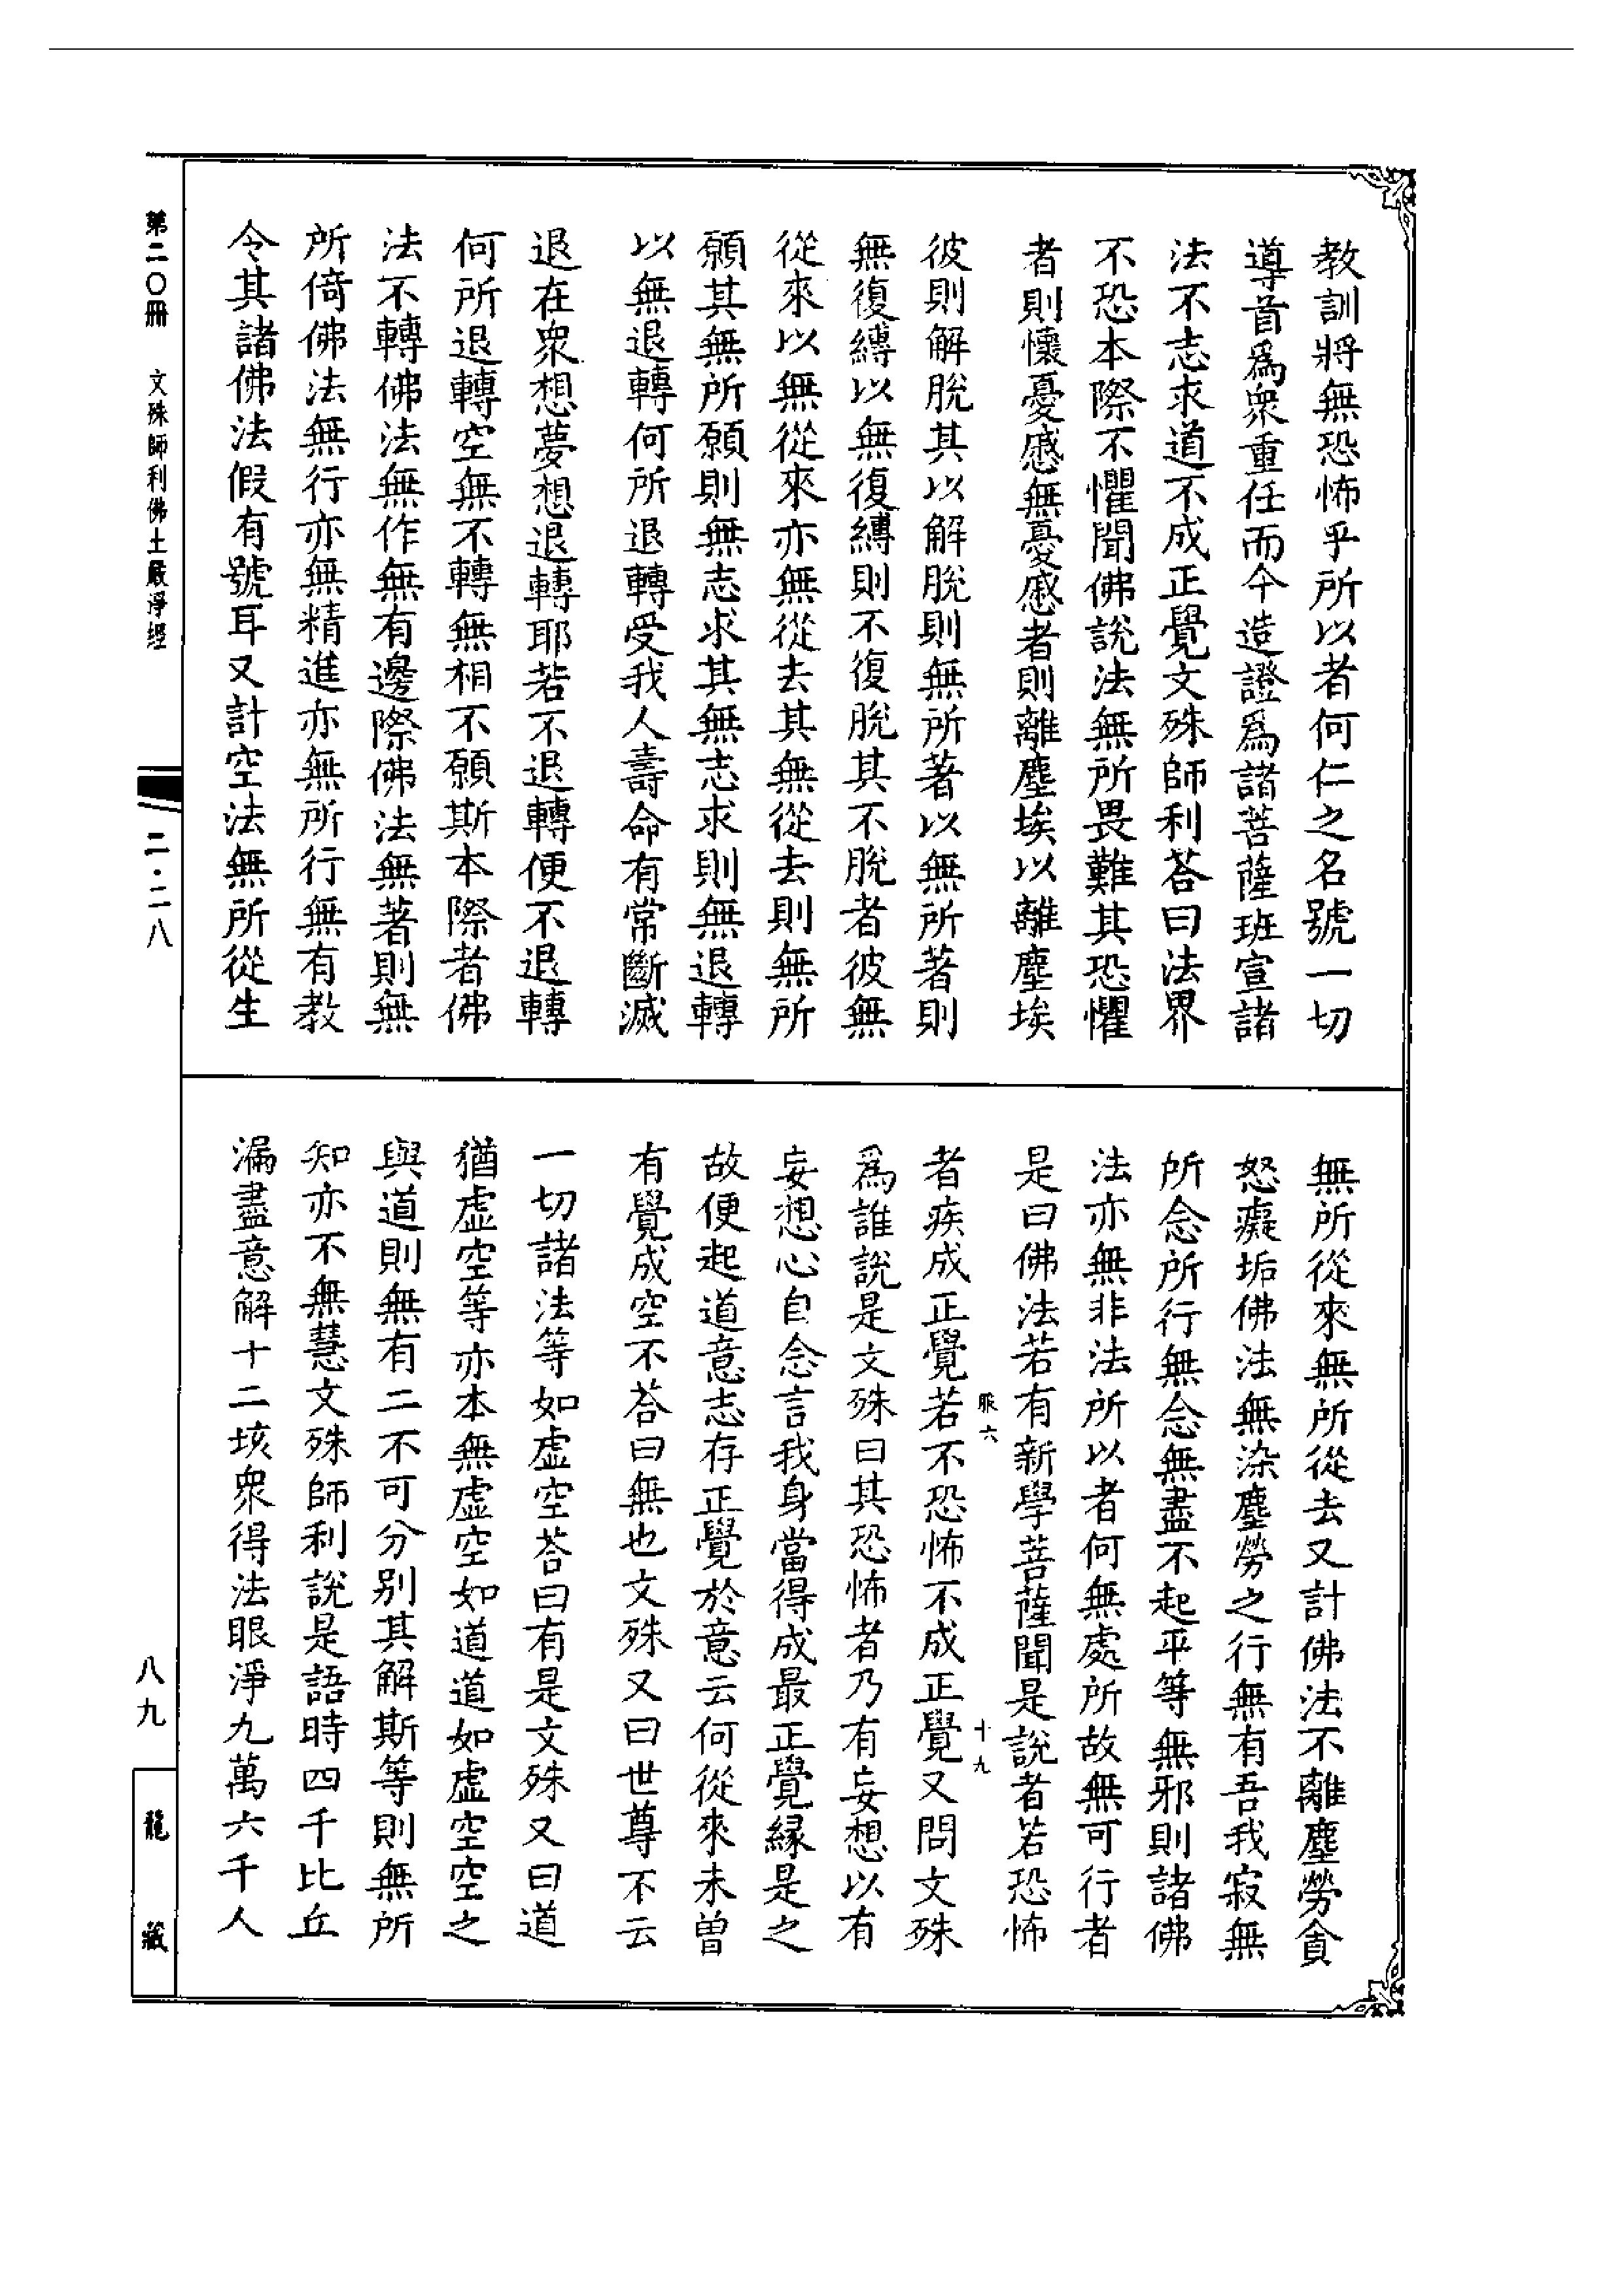 教訓將無恐怖乎所以者何仁之名號一切
導首爲衆重任而今造證爲諸菩薩班宣諸
法不志求道不成正覺文殊師利荅曰法界
不恐本際不懼聞佛說法無所畏難其恐懼
者則懷憂慼無憂慼者則離塵埃以離塵埃
彼則解脫其以解脫則無所著以無所著則
無復縛以無復縛則不復脫其不脫者彼無
從來以無從來亦無從去其無從去則無所
願其無所願則無志求其無志求則無退轉
以無退轉何所退轉受我人壽命有常斷滅
退在衆想夢想退轉耶若不退轉便不退轉
何所退轉空無不轉無相不願斯本際者佛
法不轉佛法無作無有邊際佛法無著則無
所倚佛法無行亦無精進亦無所行無有教
令其諸佛法假有號耳又計空法無所從生
無所從來無所從去又計佛法不離塵勞貪
怒癡垢佛法無染塵勞之行無有吾我寂無
所念所行無念無盡不起平等無邪則諸佛
法亦無非法所以者何無處所故無可行者
是曰佛法若有新學菩薩聞是說者若恐怖
服六 十九
者疾成正覺若不恐怖不成正覺又問文殊
爲誰說是文殊曰其恐怖者乃有妄想以有
妄想心自念言我身當得成最正覺緣是之
故便起道意志存正覺於意云何從來未曾
有覺成空不荅曰無也文殊又曰世尊不云
一切諸法等如虛空荅曰有是文殊又曰道
猶虛空等亦本無虛空如道道如虛空空之
與道則無有二不可分别其解斯等則無所
知亦不無慧文殊師利說是語時四千比丘
漏盡意解十二垓衆得法眼淨九萬六千人
第二〇冊 文殊師利佛土嚴淨經
二·二八
八九
龍藏